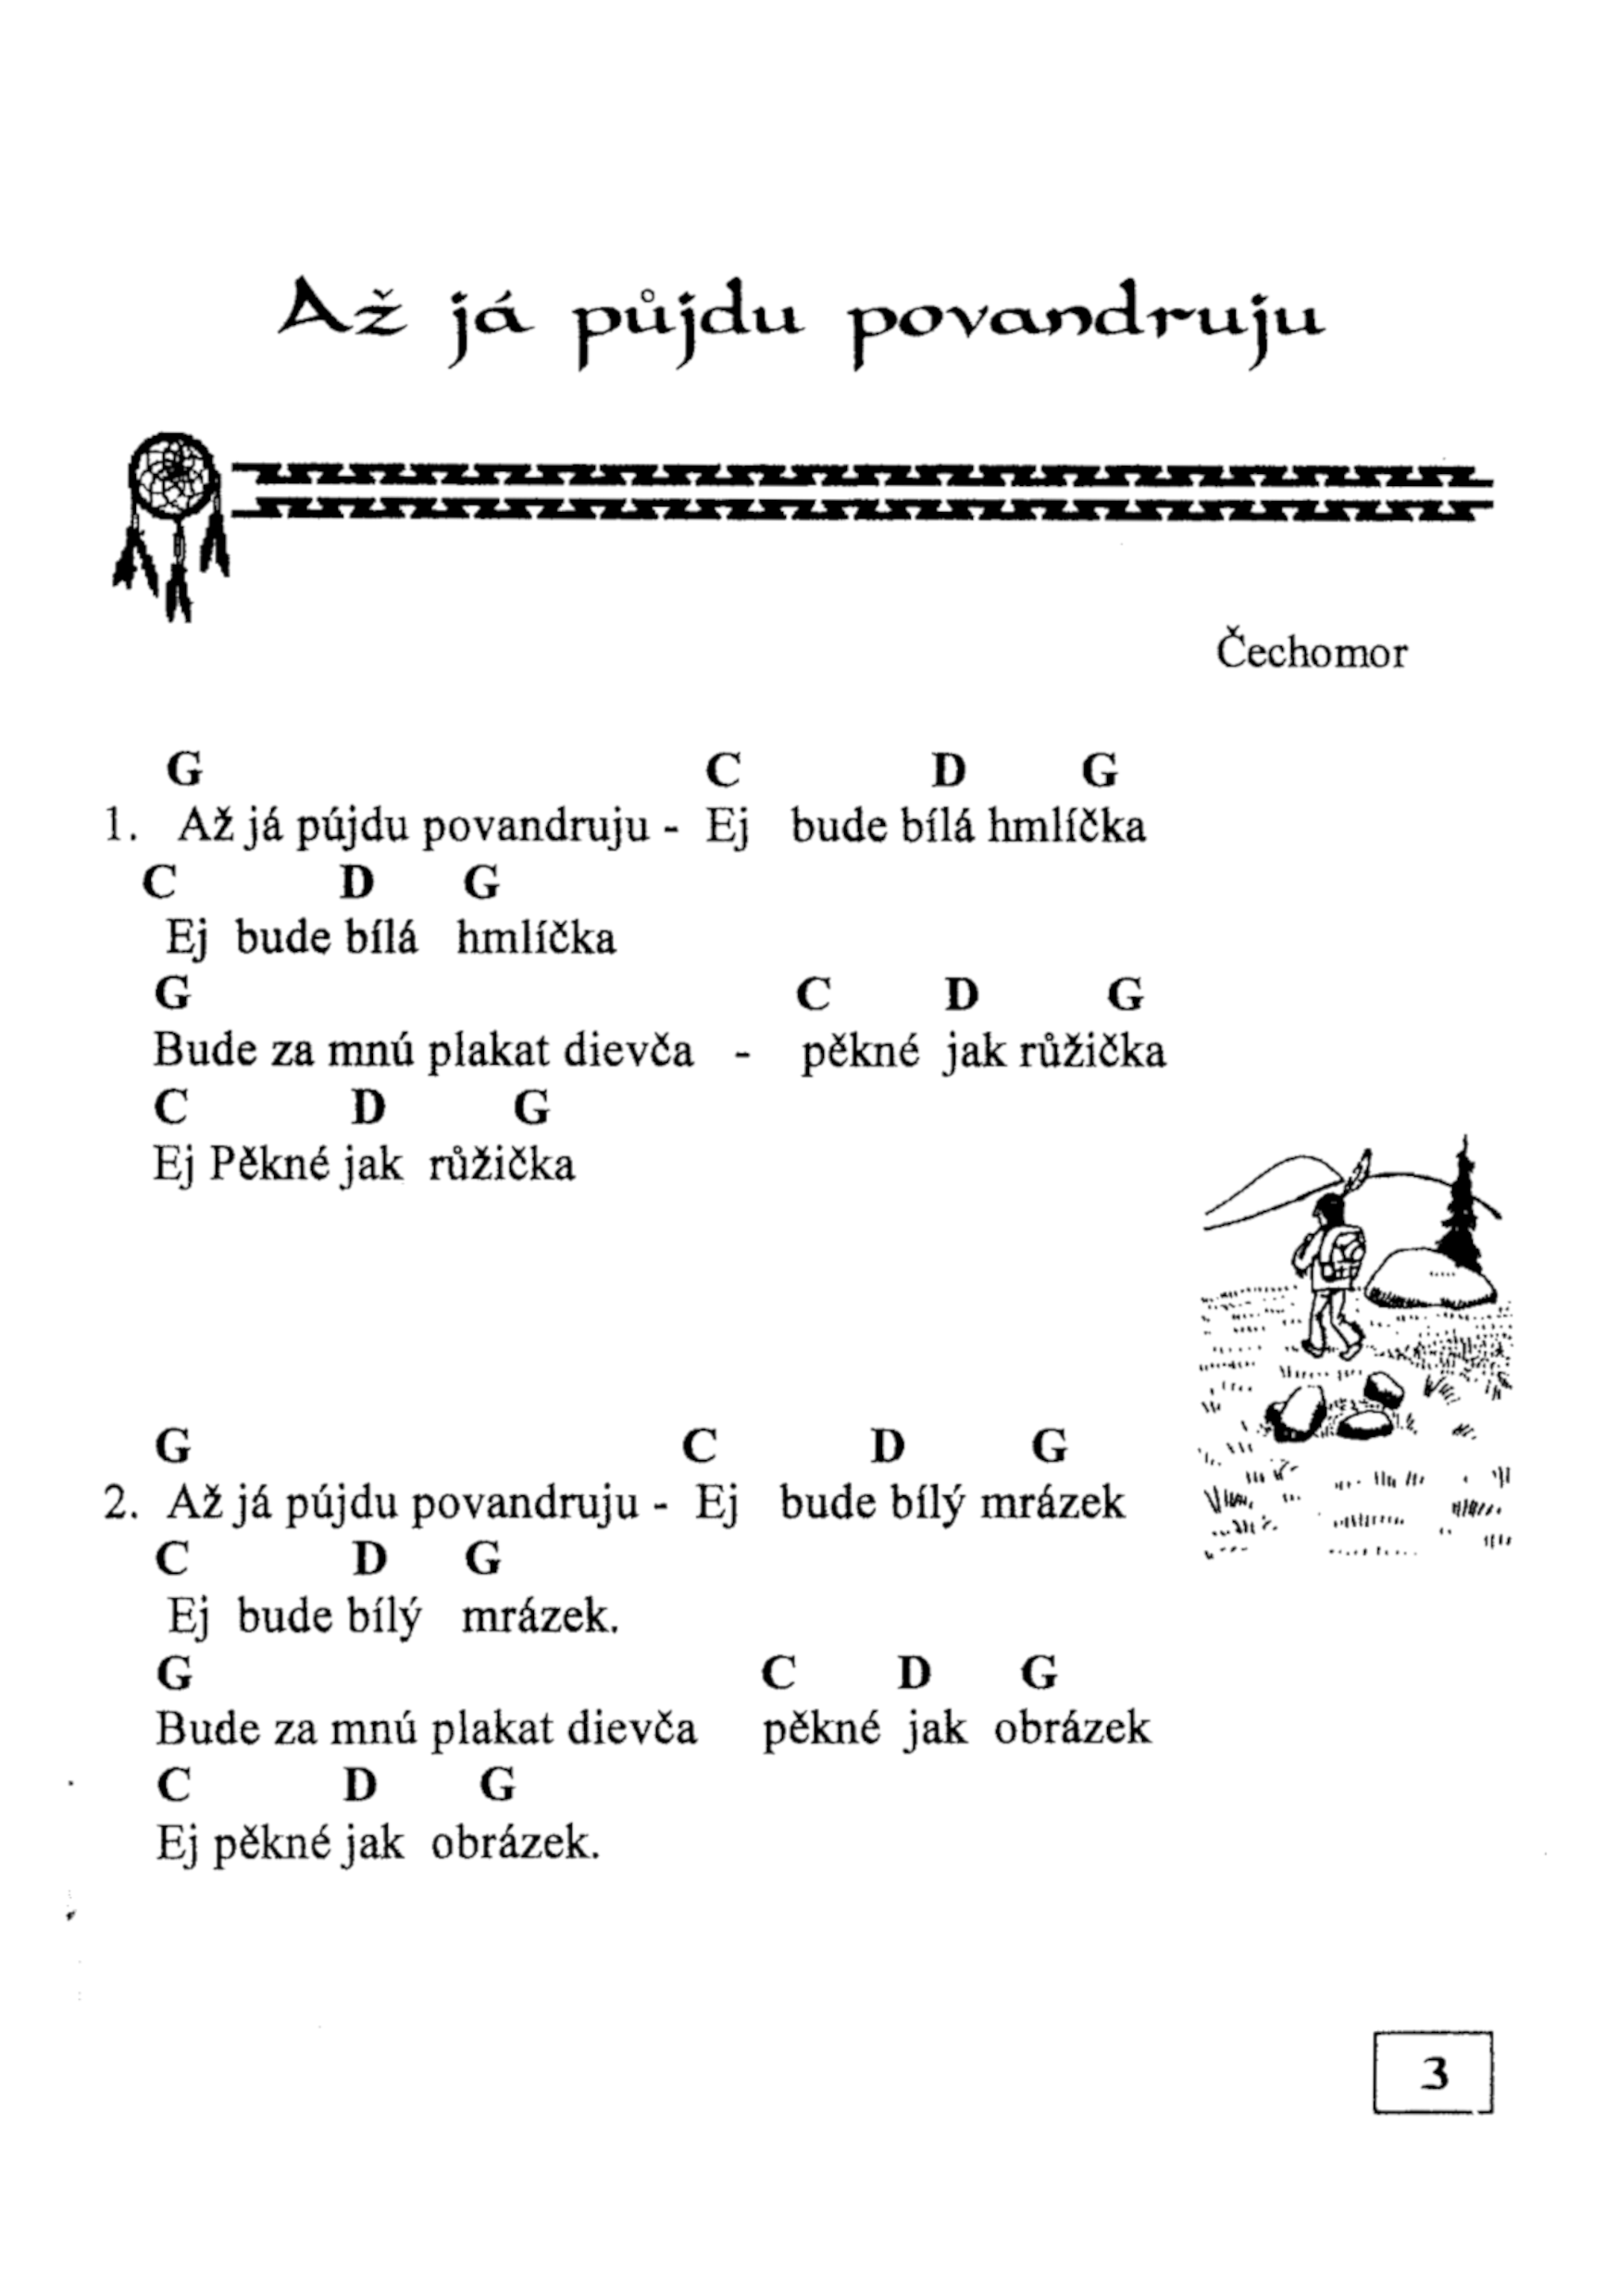 Až já půjdu povandruju
Čechomor
G C D G
1. Až já půjdu povandruju - Ej bude bílá hmlíčka
C D G
Ej bude bílá hmlíčka
G C D G
Bude za mnú plakat dievča - pěkné jak růžička
C D G
Ej Pěkné jak růžička
G C D G
2. Až já půjdu povandruju - Ej bude bílý mrázek
C D G
Ej bude bílý mrázek.
G C D G
Bude za mnú plakat dievča pěkné jak obrázek
C D G
Ej pěkné jak obrázek.
3